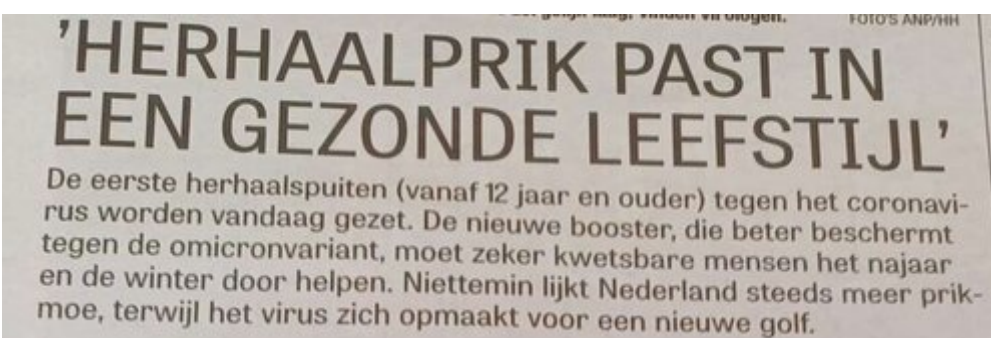 vinden virologen.
FOTO'S ANP/HH
'HERHAALPRIK PAST IN
EEN GEZONDE LEEFSTIJL'
De eerste herhaalspuiten (vanaf 12 jaar en ouder) tegen het coronavi-
rus worden vandaag gezet. De nieuwe booster, die beter beschermt
tegen de omicronvariant, moet zeker kwetsbare mensen het najaar
en de winter door helpen. Niettemin lijkt Nederland steeds meer prik-
moe, terwijl het virus zich opmaakt voor een nieuwe golf.